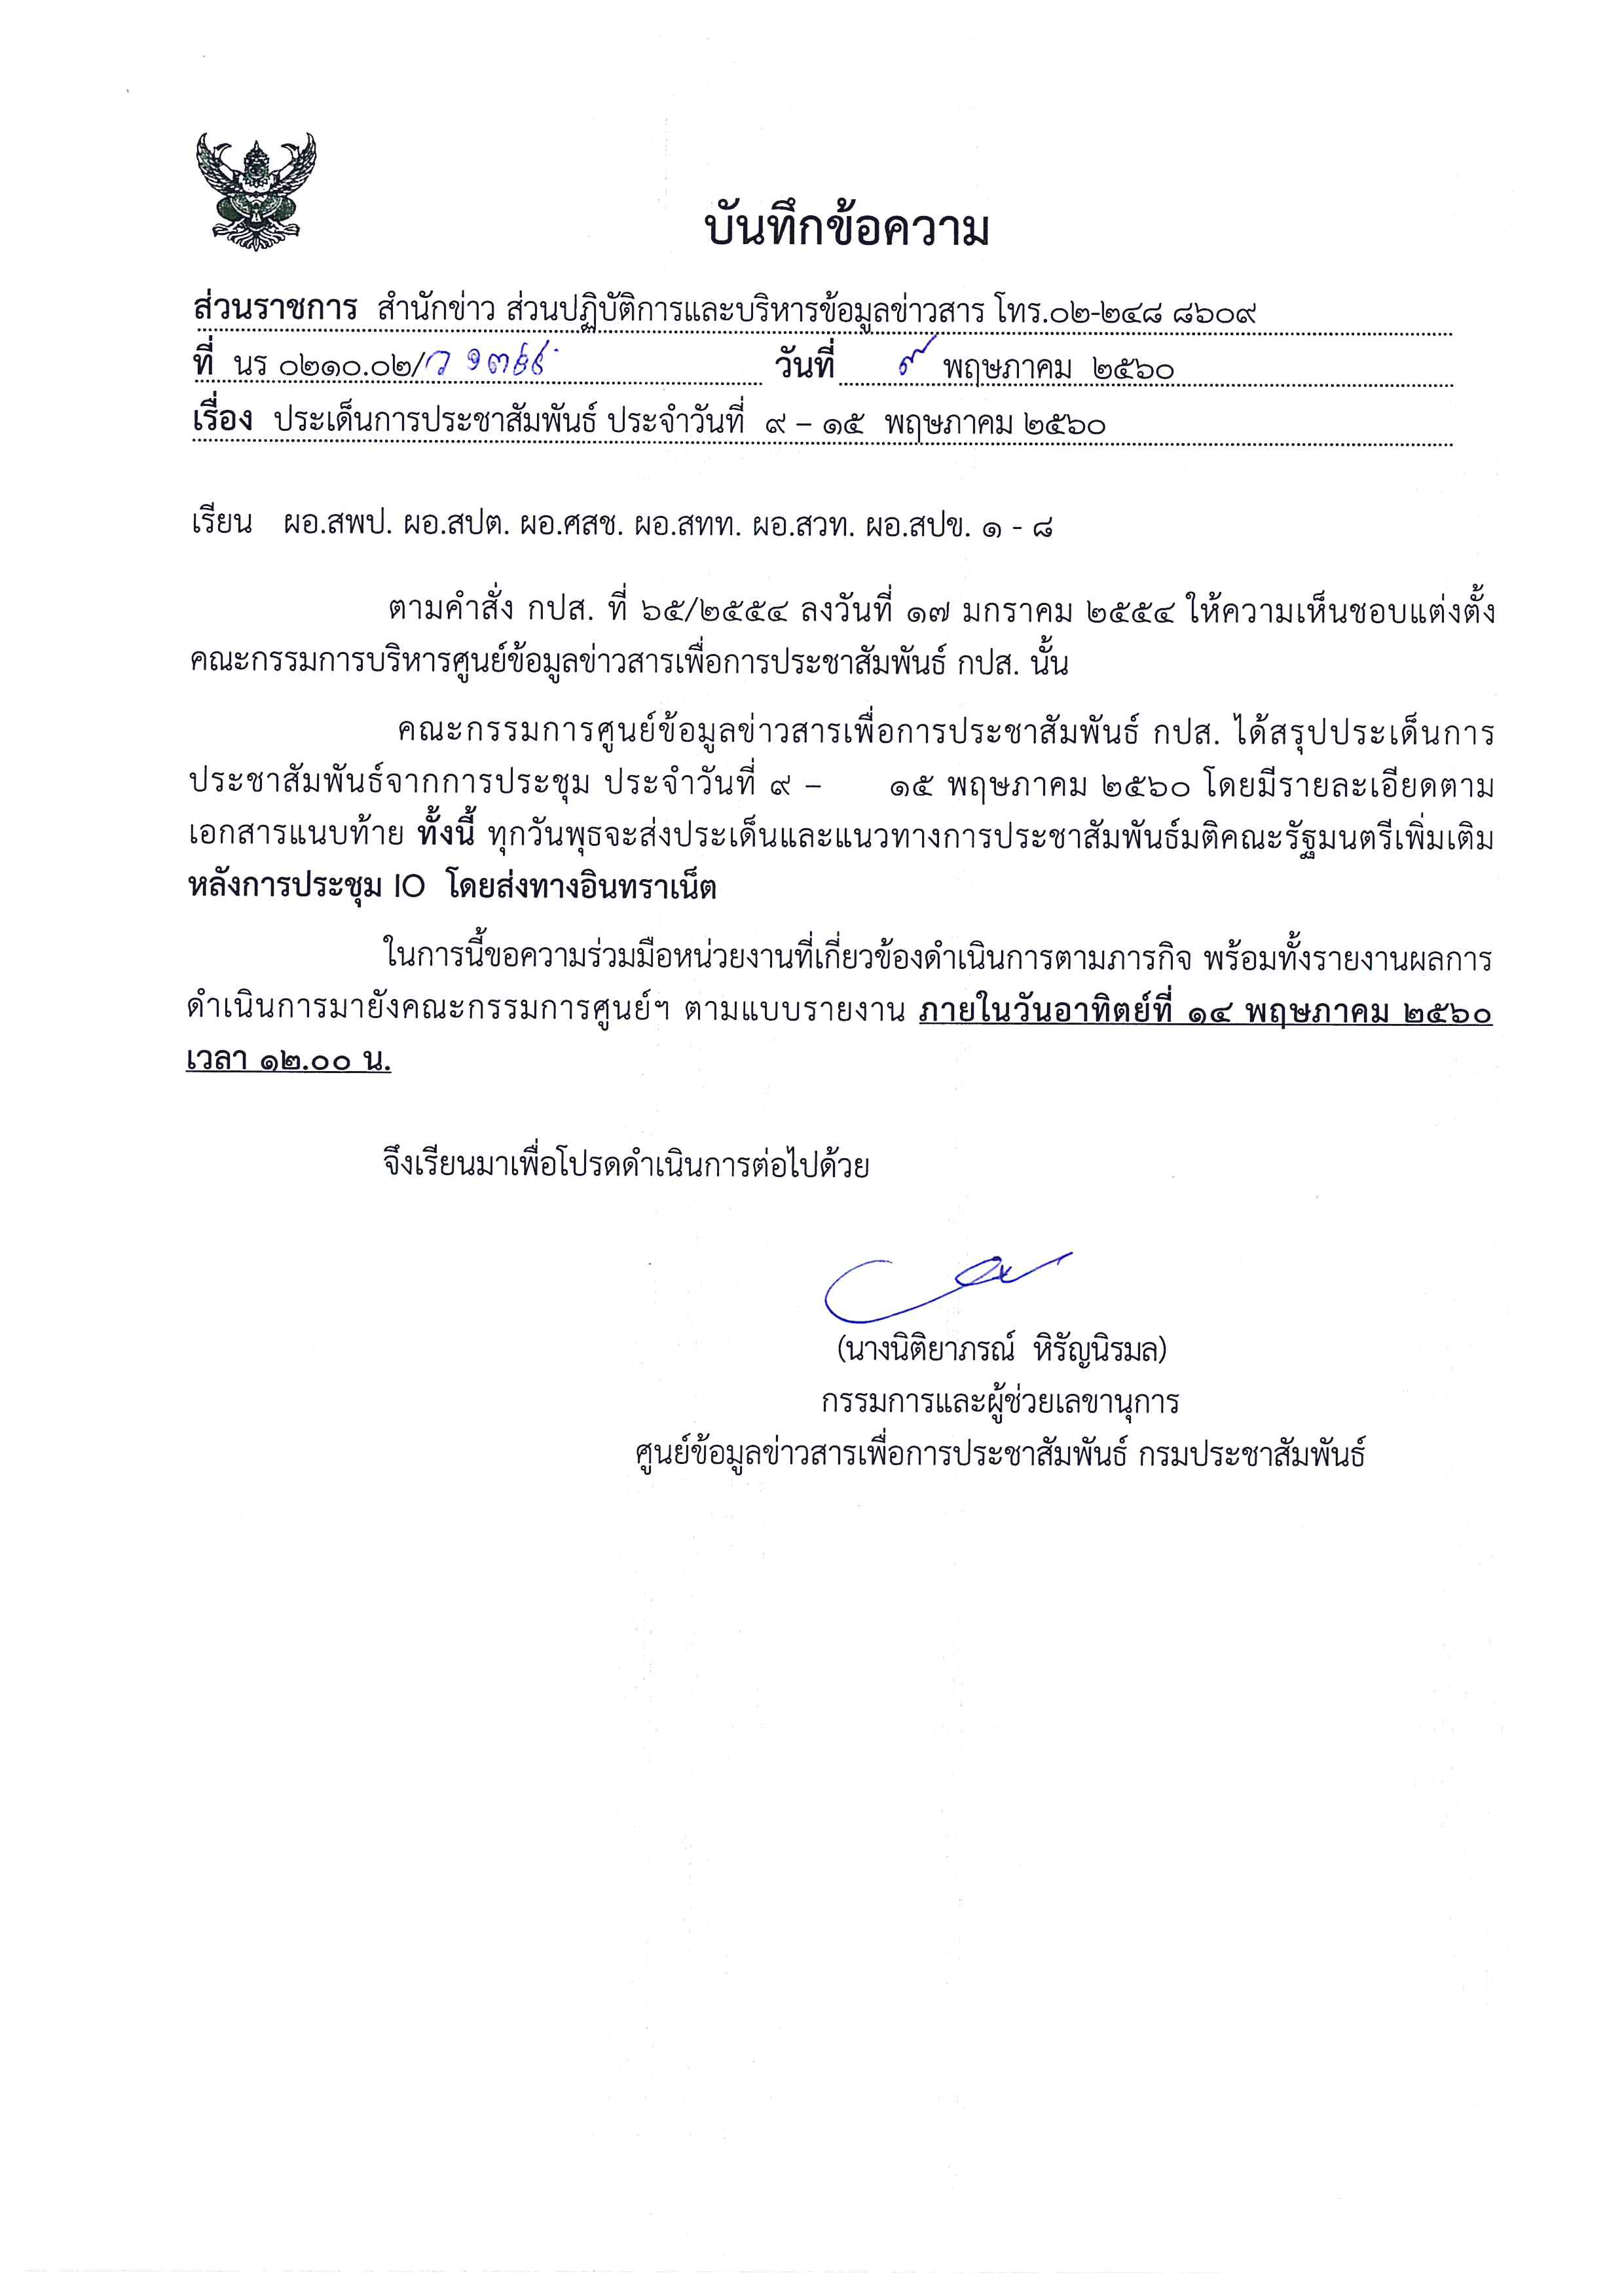 บันทึกข้อความ
ส่วนราชการ สำนักข่าว ส่วนปฏิบัติการและบริหารข้อมูลข่าวสาร โทร.๐๒-๒๔๘ ๘๖๐๙
ที่ นร ๐๒๑๐.๐๒/ว วันที่ ๙ พฤษภาคม ๒๕๖๐
เรื่อง ประเด็นการประชาสัมพันธ์ ประจำวันที่ ๙ – ๑๕ พฤษภาคม ๒๕๖๐
เรียน ผอ.สพป. ผอ.สปต. ผอ.ศสช. ผอ.สทท. ผอ.สวท. ผอ.สปข. ๑ - ๘
ตามคำสั่ง กปส. ที่ ๖๕/๒๕๕๔ ลงวันที่ ๑๗ มกราคม ๒๕๕๔ ให้ความเห็นชอบแต่งตั้ง
คณะกรรมการบริหารศูนย์ข้อมูลข่าวสารเพื่อการประชาสัมพันธ์ กปส. นั้น
คณะกรรมการศูนย์ข้อมูลข่าวสารเพื่อการประชาสัมพันธ์ กปส. ได้สรุปประเด็นการ
ประชาสัมพันธ์จากการประชุม ประจำวันที่ ๙ – ๑๕ พฤษภาคม ๒๕๖๐ โดยมีรายละเอียดตาม
เอกสารแนบท้าย ทั้งนี้ ทุกวันพุธจะส่งประเด็นและแนวทางการประชาสัมพันธ์มติคณะรัฐมนตรีเพิ่มเติม
หลังการประชุม IO โดยส่งทางอินทราเน็ต
ในการนี้ขอความร่วมมือหน่วยงานที่เกี่ยวข้องดำเนินการตามภารกิจ พร้อมทั้งรายงานผลการ
ดำเนินการมายังคณะกรรมการศูนย์ฯ ตามแบบรายงาน ภายในวันอาทิตย์ที่ ๑๔ พฤษภาคม ๒๕๖๐
เวลา ๑๒.๐๐ น.
จึงเรียนมาเพื่อโปรดดำเนินการต่อไปด้วย
(นางนิติยาภรณ์ หิรัญนิรมล)
กรรมการและผู้ช่วยเลขานุการ
ศูนย์ข้อมูลข่าวสารเพื่อการประชาสัมพันธ์ กรมประชาสัมพันธ์